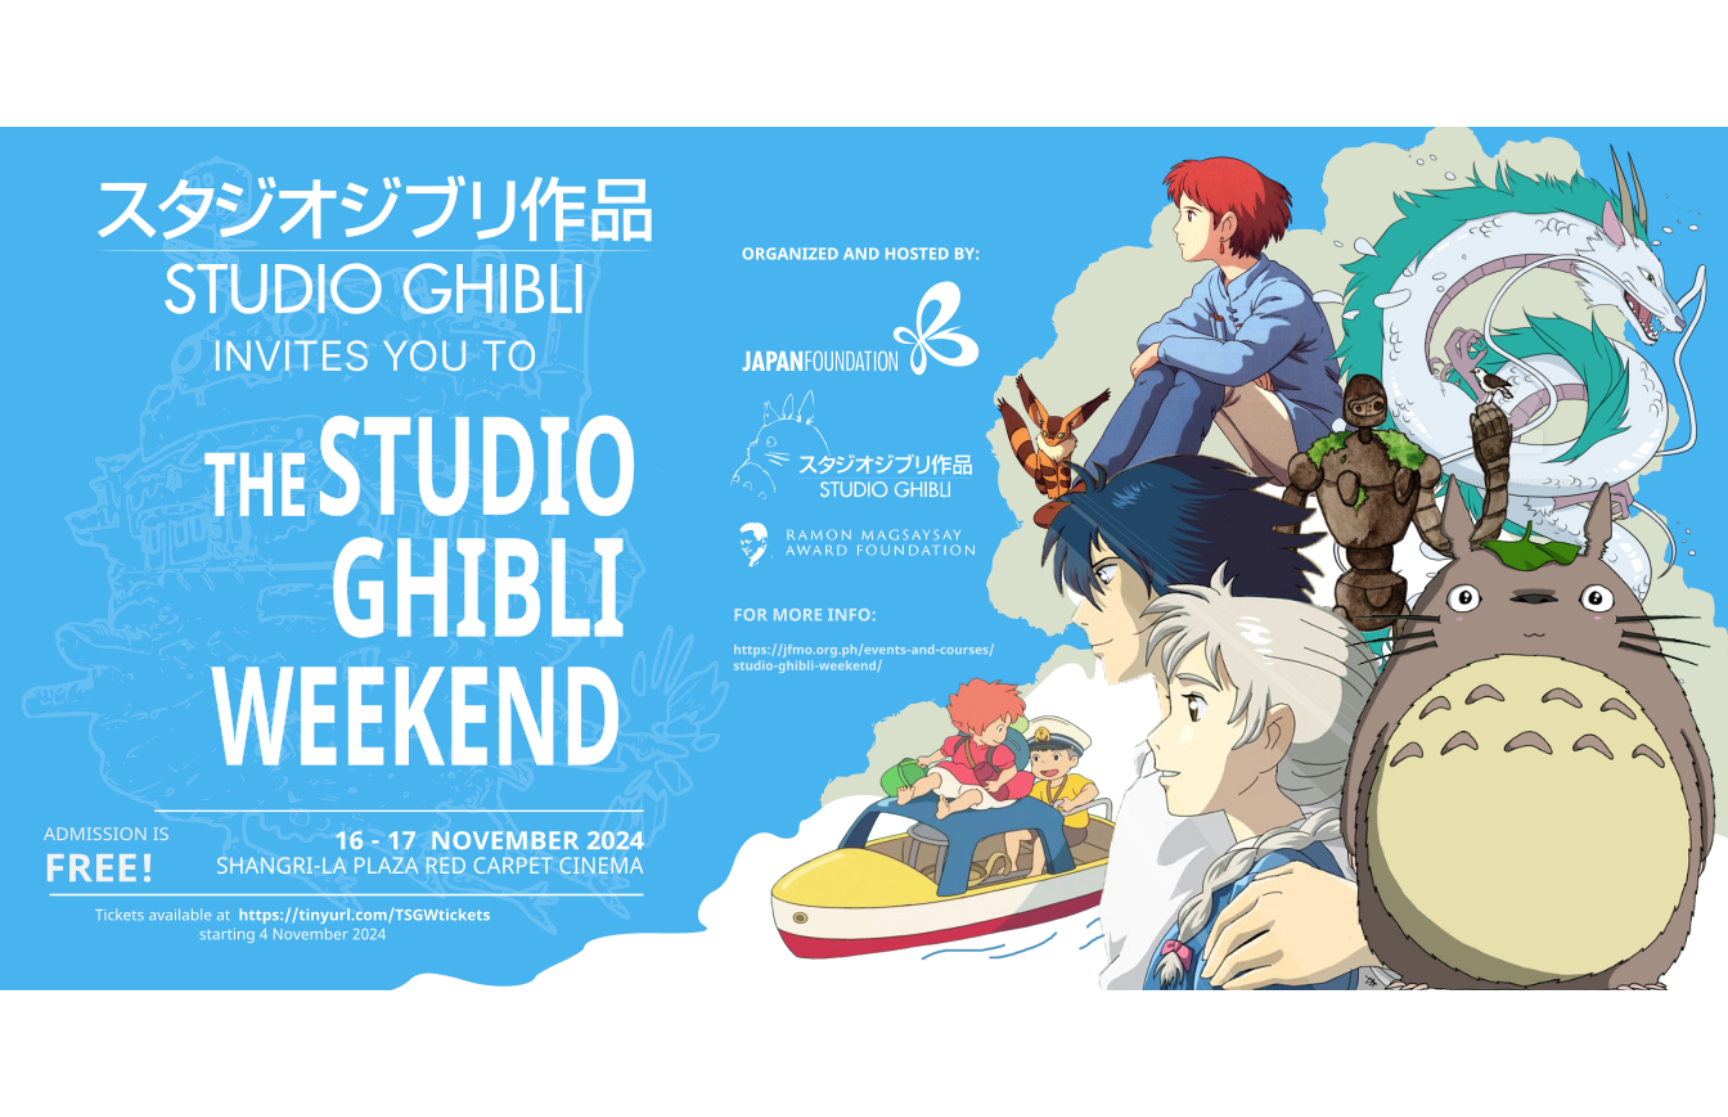 スタジオジブリ作品
STUDIO GHIBLI
INVITES YOU TO
THE STUDIO
GHIBLI
WEEKEND
ADMISSION IS
FREE!
16 - 17 NOVEMBER 2024
SHANGRI-LA PLAZA RED CARPET CINEMA
Tickets available at https://tinyurl.com/TSGWtickets
starting 4 November 2024
ORGANIZED AND HOSTED BY:
JAPANFOUNDATION
スタジオジブリ作品
STUDIO GHIBLI
RAMON MAGSAYSAY
AWARD FOUNDATION
FOR MORE INFO:
https://jfmo.org.ph/events-and-courses/
studio-ghibli-weekend/